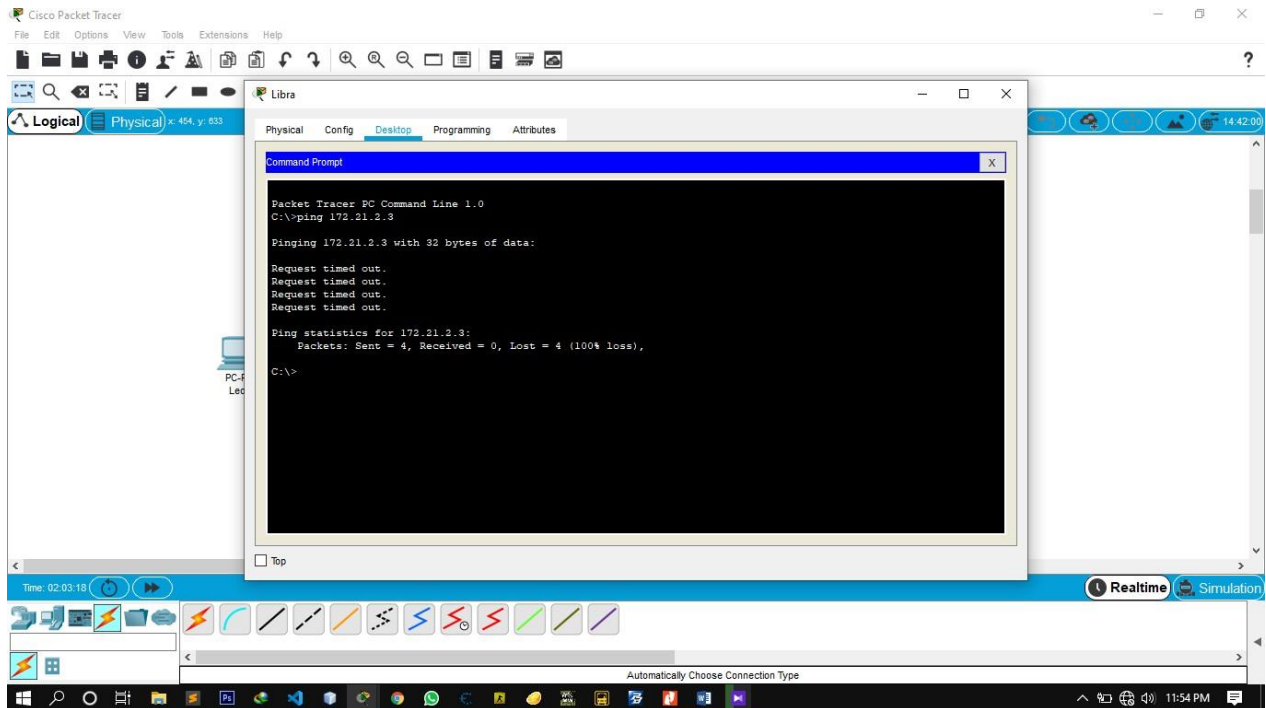 Cisco Packet Tracer
File Edit Options View Tools Extensions Help
?
Logical Physical x: 454, y: 633
14:42:00
Libra
Physical Config Desktop Programming Attributes
Command Prompt
X
Packet Tracer PC Command Line 1.0
C:\>ping 172.21.2.3
Pinging 172.21.2.3 with 32 bytes of data:
Request timed out.
Request timed out.
Request timed out.
Request timed out.
Ping statistics for 172.21.2.3:
Packets: Sent = 4, Received = 0, Lost = 4 (100% loss),
C:\>
Top
Time: 02:03:18
Realtime Simulation
Automatically Choose Connection Type
11:54 PM